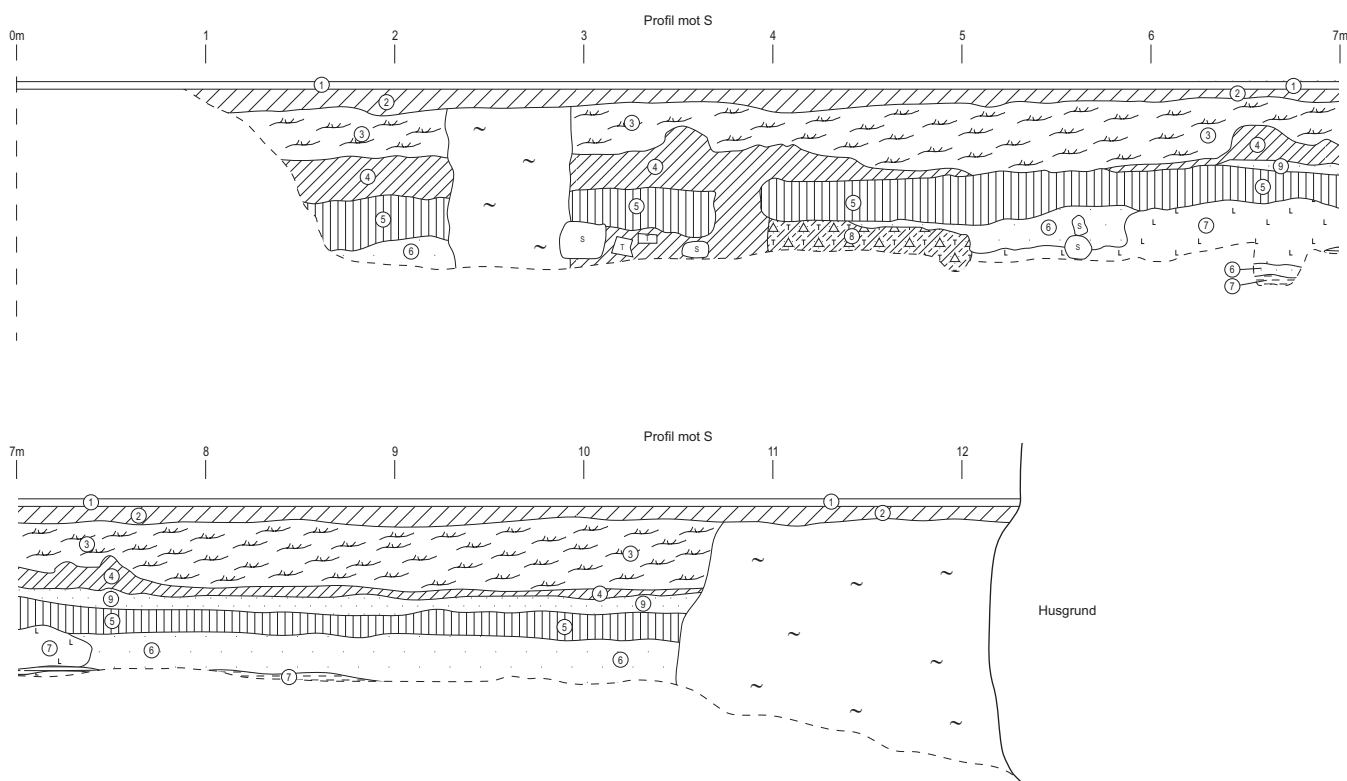 Profil mot S
0m 1 2 3 4 5 6 7m
1 1
2 2
3 3 3
4 4 4
9
5 5 5 5
S S T T S S
T T T T T T T T T T T T T T
8
6 6 7
L L L L L L L L L L L L
6
7
Profil mot S
7m 8 9 10 11 12
1 1
2 2
3 3
4 4
9 9
5 5
L L L
7 6 6
7
Husgrund